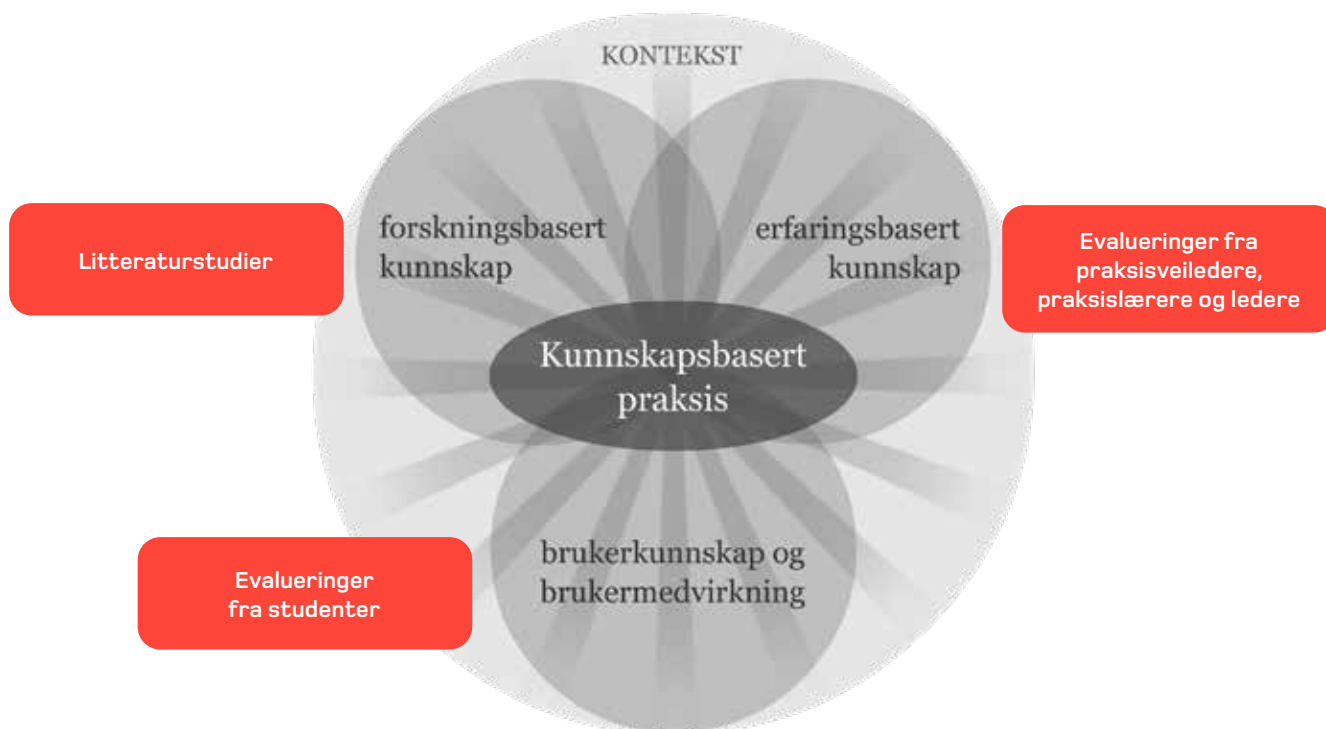 KONTEKST
forskningsbasert
kunnskap
erfaringsbasert
kunnskap
Litteraturstudier
Evalueringer fra
praksisveiledere,
praksislærere og ledere
Kunnskapsbasert
praksis
Evalueringer
fra studenter
brukerkunnskap og
brukermedvirkning